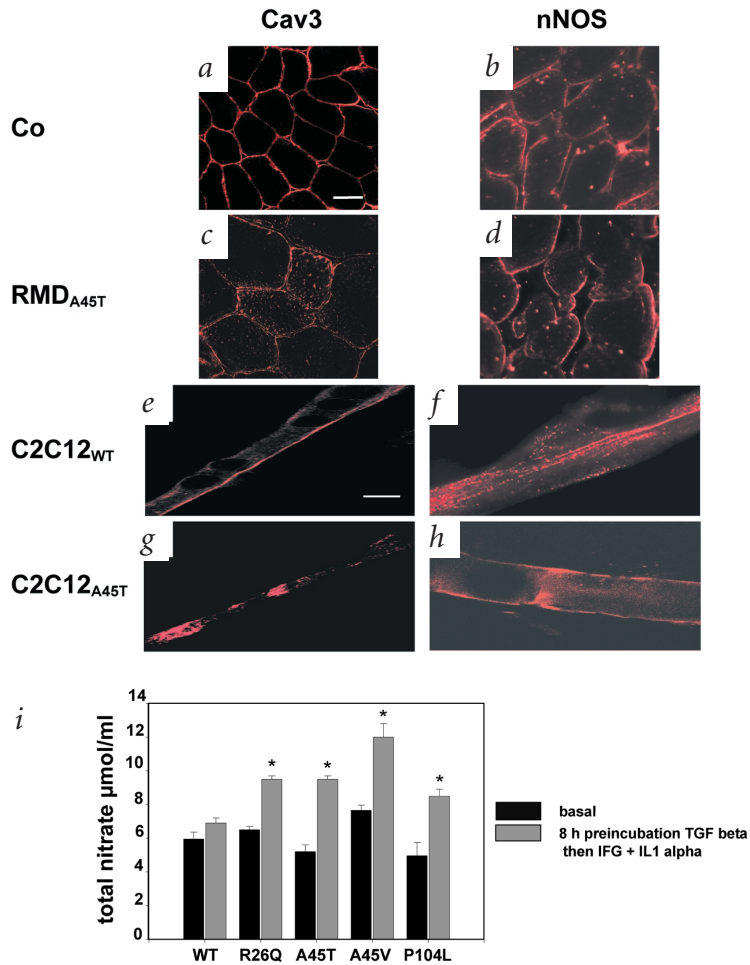 Cav3 nNOS
a b
Co
c d
RMDA45T
e f
C2C12WT
g h
C2C12A45T
i
14
12
10
8
6
4
2
0
total nitrate µmol/ml
* * * *
WT R26Q A45T A45V P104L
basal
8 h preincubation TGF beta
then IFG + IL1 alpha